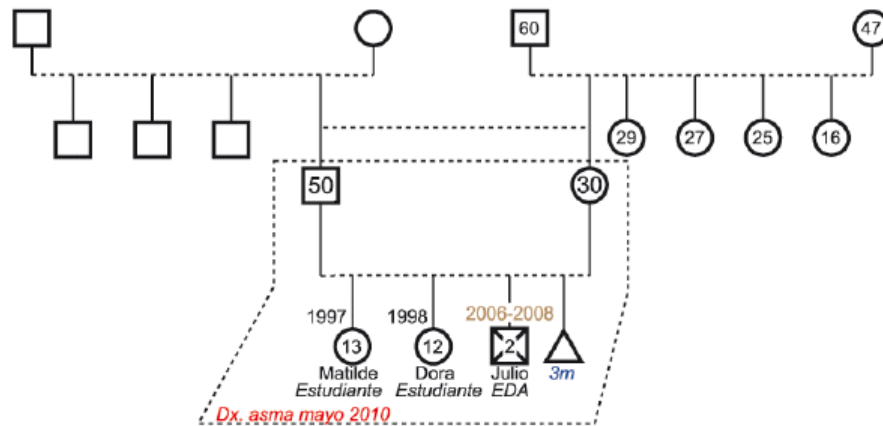 60
47
29
27
25
16
50
30
1997
1998
2006-2008
13
12
2
Matilde
Dora
Julio
3m
Estudiante
Estudiante
EDA
Dx. asma mayo 2010